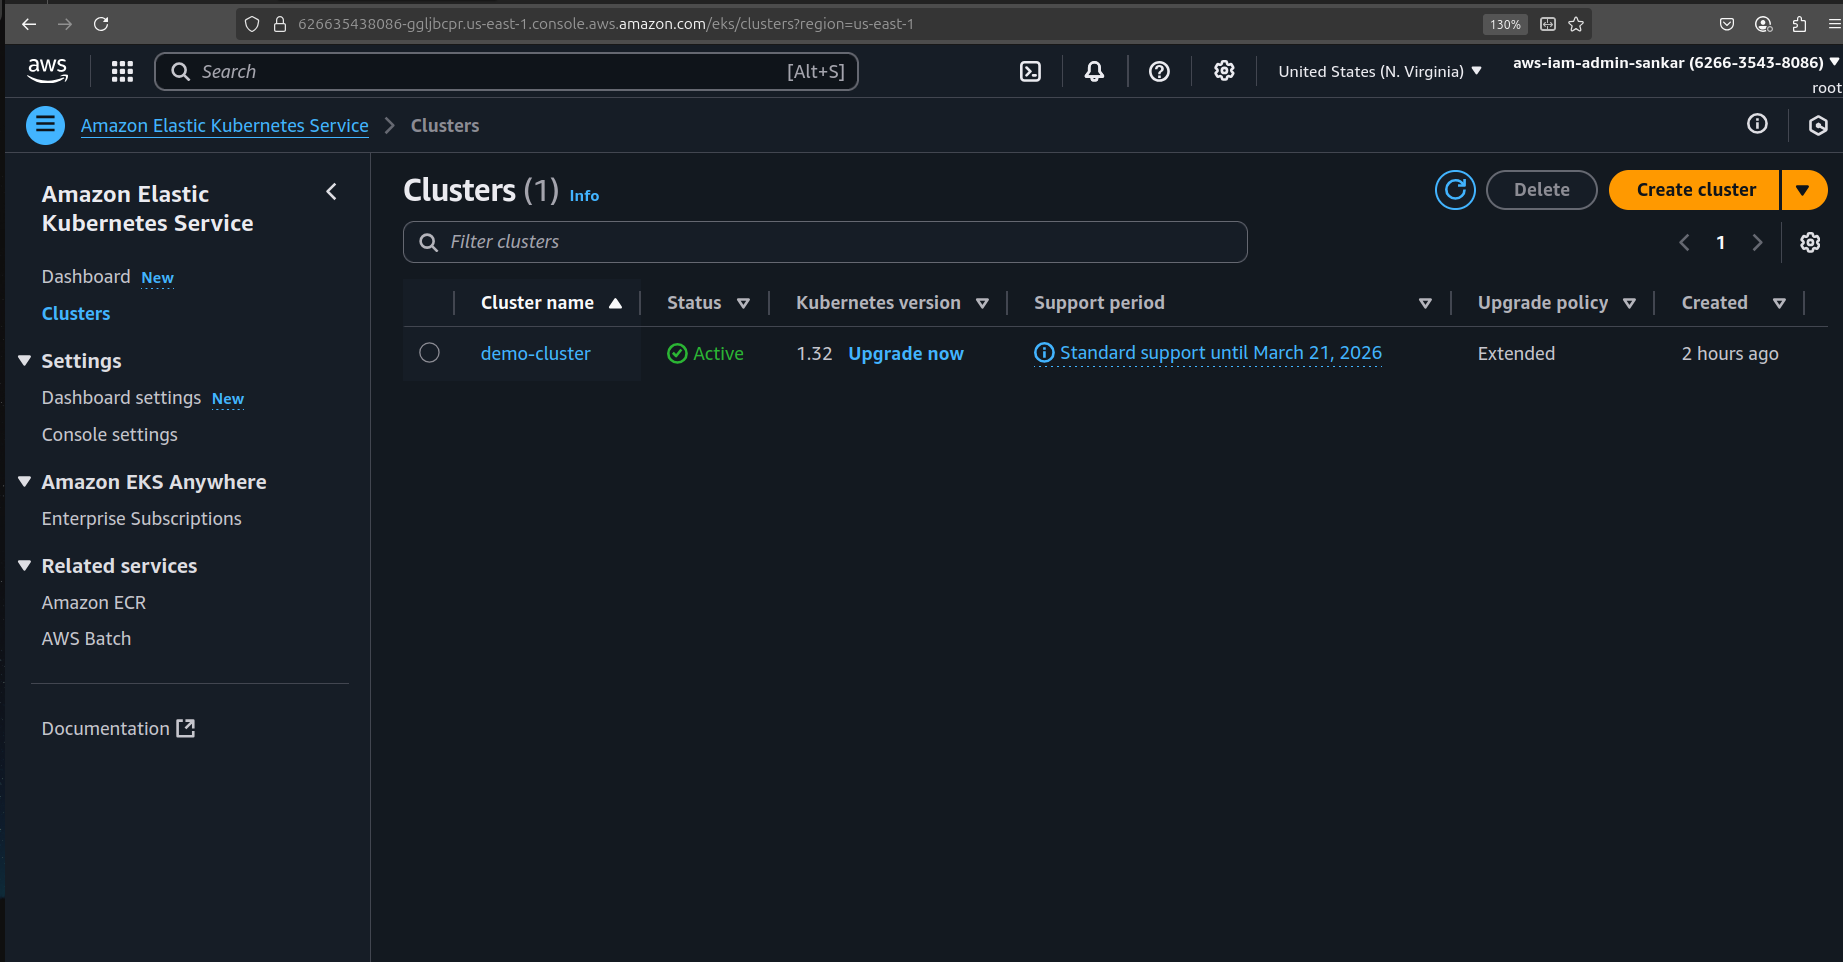 626635438086-ggljbcpr.us-east-1.console.aws.amazon.com/eks/clusters?region=us-east-1
130%
aws
Search
[Alt+S]
United States (N. Virginia)
aws-iam-admin-sankar (6266-3543-8086)
root
Amazon Elastic Kubernetes Service
Clusters
Amazon Elastic
Kubernetes Service
Dashboard New
Clusters
Settings
Dashboard settings New
Console settings
Amazon EKS Anywhere
Enterprise Subscriptions
Related services
Amazon ECR
AWS Batch
Documentation
Clusters (1) Info
Delete
Create cluster
Filter clusters
1
Cluster name Status Kubernetes version Support period Upgrade policy Created
demo-cluster Active 1.32 Upgrade now Standard support until March 21, 2026 Extended 2 hours ago